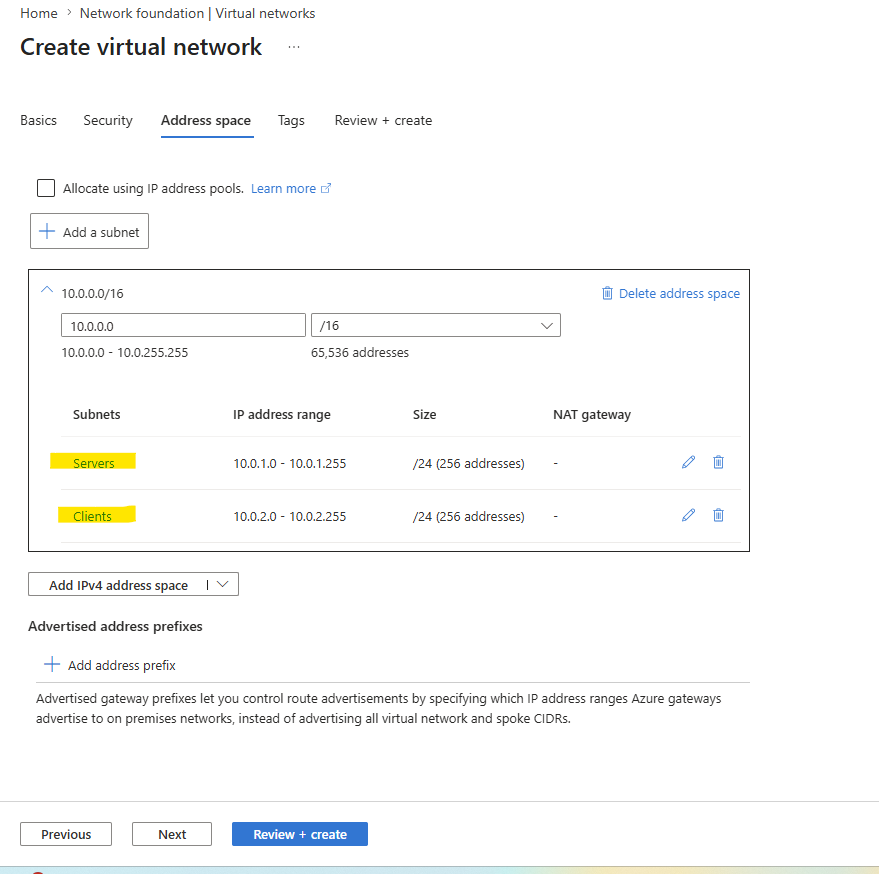 Home > Network foundation | Virtual networks
Create virtual network ...
Basics Security Address space Tags Review + create
Allocate using IP address pools. Learn more
Add a subnet
10.0.0.0/16 Delete address space
10.0.0.0 /16
10.0.0.0 - 10.0.255.255 65,536 addresses
Subnets IP address range Size NAT gateway
Servers 10.0.1.0 - 10.0.1.255 /24 (256 addresses) -
Clients 10.0.2.0 - 10.0.2.255 /24 (256 addresses) -
Add IPv4 address space |
Advertised address prefixes
Add address prefix
Advertised gateway prefixes let you control route advertisements by specifying which IP address ranges Azure gateways
advertise to on premises networks, instead of advertising all virtual network and spoke CIDRs.
Previous Next Review + create